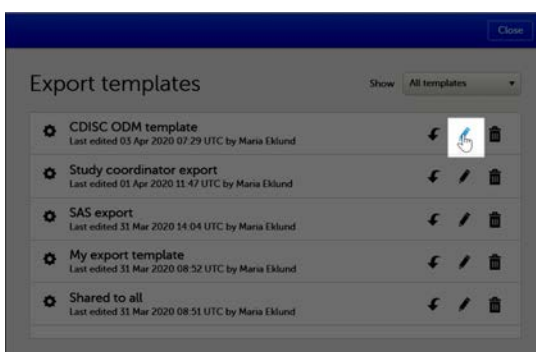 Close
Export templates
Show All templates
CDISC ODM template
Last edited 03 Apr 2020 07:29 UTC by Maria Eklund
Study coordinator export
Last edited 01 Apr 2020 11:47 UTC by Maria Eklund
SAS export
Last edited 31 Mar 2020 14:04 UTC by Maria Eklund
My export template
Last edited 31 Mar 2020 08:52 UTC by Maria Eklund
Shared to all
Last edited 31 Mar 2020 08:51 UTC by Maria Eklund